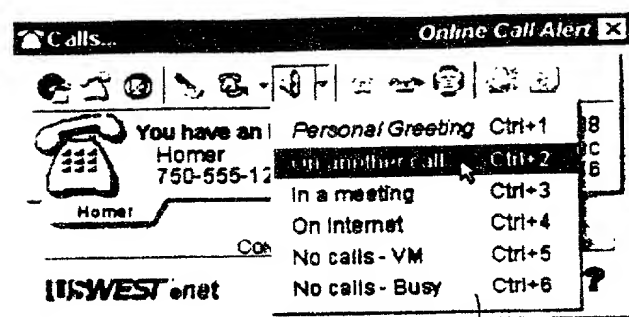 Calls... Online Call Alert
You have an
Homer
750-555-12
Homer
Personal Greeting Ctrl+1
On another call Ctrl+2
In a meeting Ctrl+3
On Internet Ctrl+4
No calls - VM Ctrl+5
No calls - Busy Ctrl+6
USWEST.enet
?